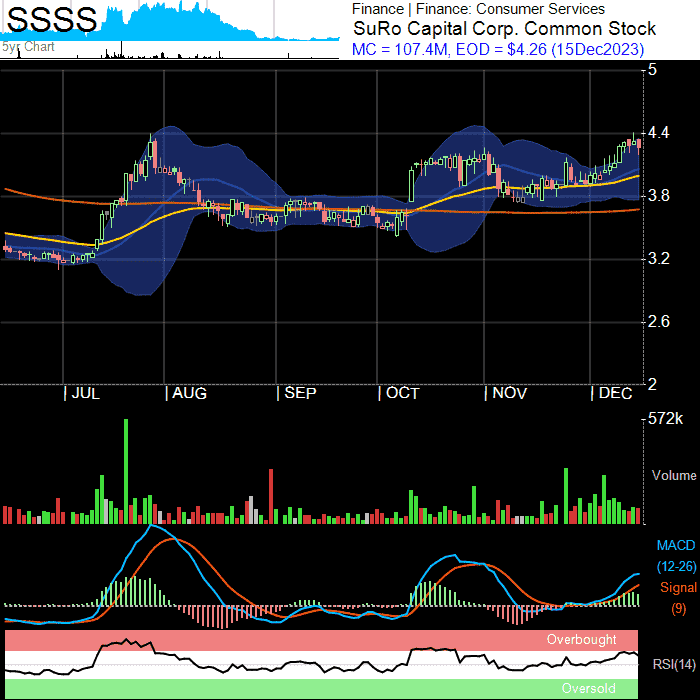 SSSS
5yr Chart
Finance | Finance: Consumer Services
SuRo Capital Corp. Common Stock
MC = 107.4M, EOD = $4.26 (15Dec2023)
5
4.4
3.8
3.2
2.6
2
| JUL | AUG | SEP | OCT | NOV | DEC
572k
Volume
MACD
(12-26)
Signal
(9)
Overbought
RSI(14)
Oversold